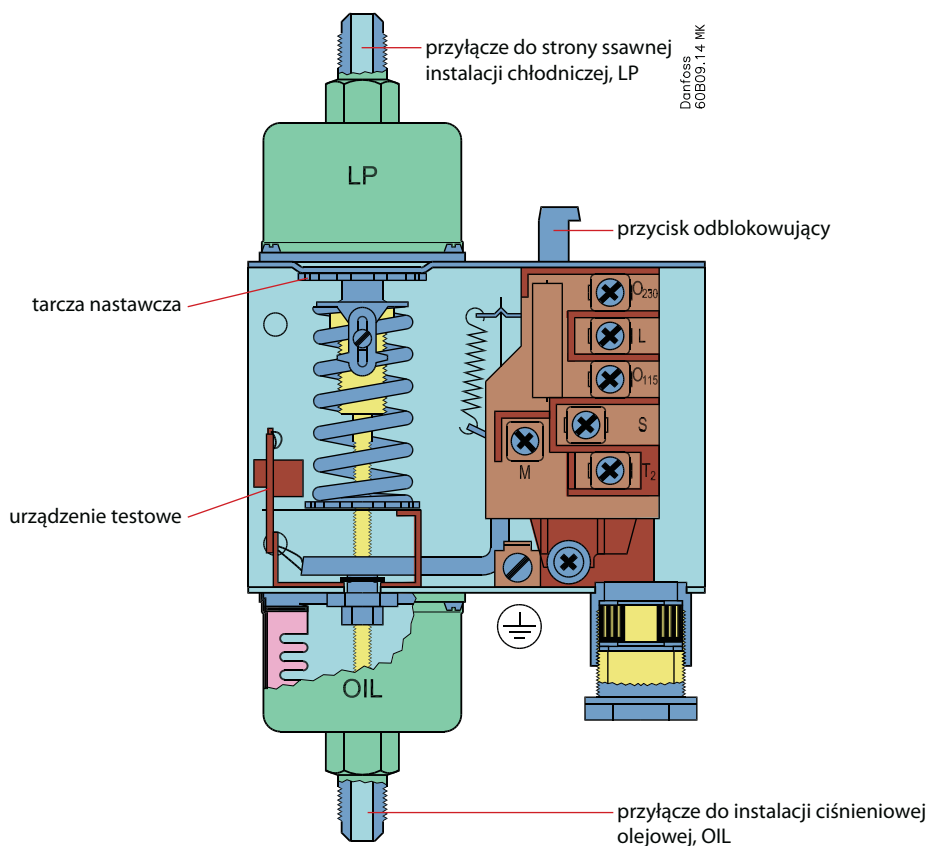 przyłącze do strony ssawnej
instalacji chłodniczej, LP
Danfoss
60B09.14 MK
LP
przycisk odblokowujący
tarcza nastawcza
O230
L
O115
S
M
T2
urządzenie testowe
OIL
przyłącze do instalacji ciśnieniowej
olejowej, OIL